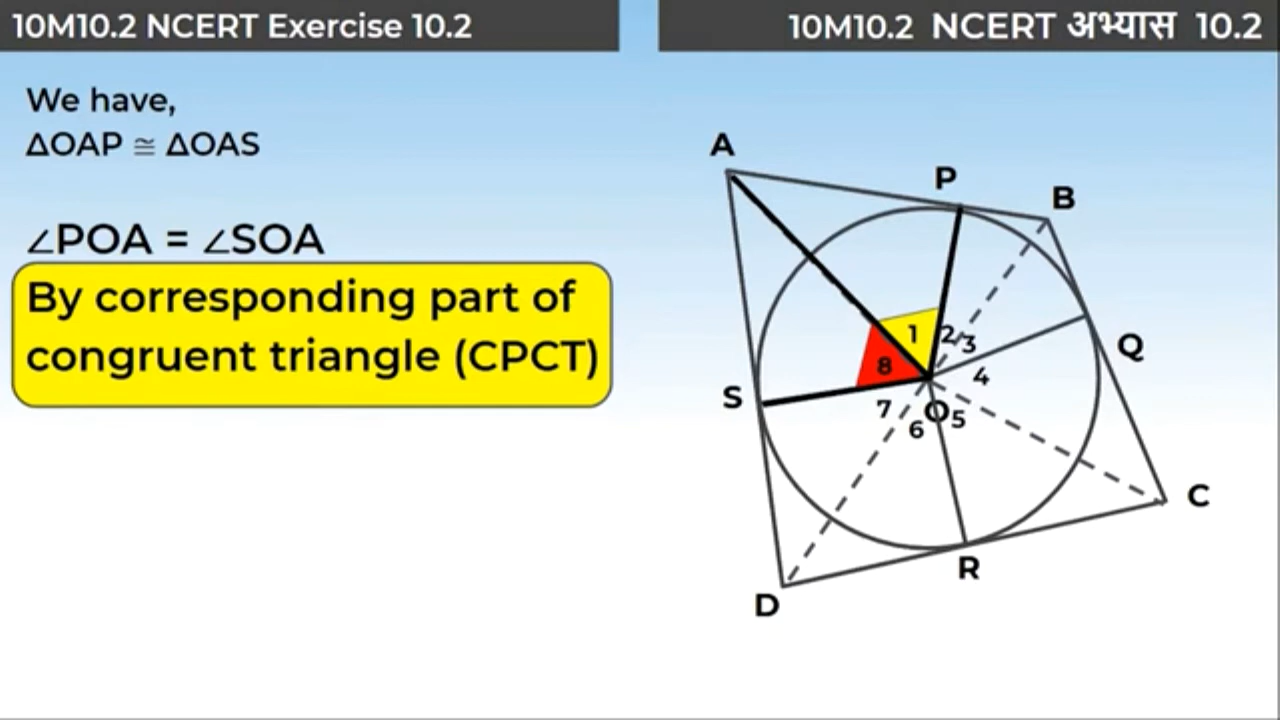 10M10.2 NCERT Exercise 10.2
10M10.2 NCERT अभ्यास 10.2
We have,
ΔOAP ≅ ΔOAS
∠POA = ∠SOA
By corresponding part of
congruent triangle (CPCT)
A
P
B
1
2
3
Q
8
4
S
7
O
5
6
C
R
D